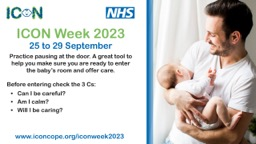 ICON
NHS
ICON Week 2023
25 to 29 September
Practice pausing at the door. A great tool to
help you make sure you are ready to enter
the baby's room and offer care.
Before entering check the 3 Cs:
• Can I be careful?
• Am I calm?
• Will I be caring?
www.iconcope.org/iconweek2023